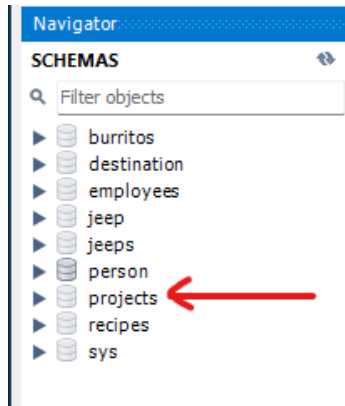 Navigator
SCHEMAS
Filter objects
burritos
destination
employees
jeep
jeeps
person
projects
recipes
sys